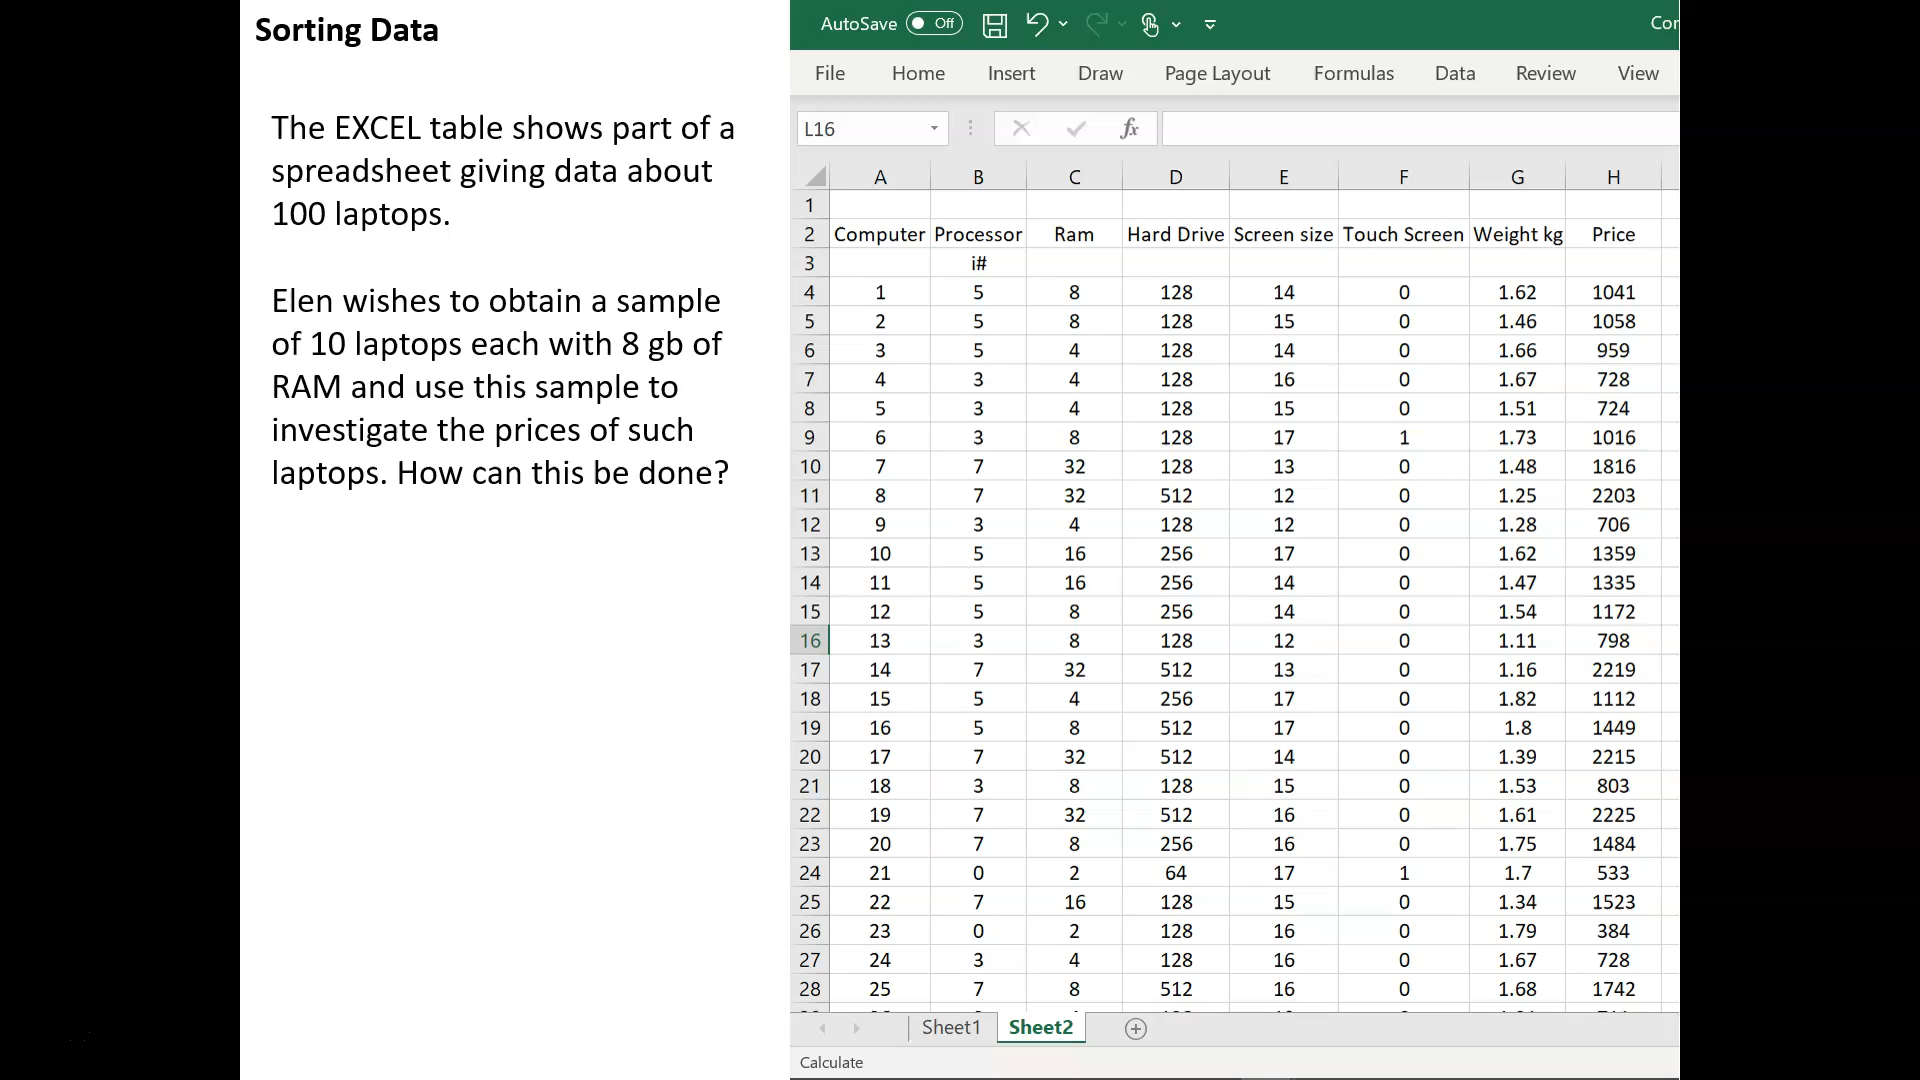 Sorting Data
The EXCEL table shows part of a
spreadsheet giving data about
100 laptops.
Elen wishes to obtain a sample
of 10 laptops each with 8 gb of
RAM and use this sample to
investigate the prices of such
laptops. How can this be done?
AutoSave Off
File Home Insert Draw Page Layout Formulas Data Review View
L16 fx
A B C D E F G H
1
2 Computer Processor Ram Hard Drive Screen size Touch Screen Weight kg Price
3 i#
4 1 5 8 128 14 0 1.62 1041
5 2 5 8 128 15 0 1.46 1058
6 3 5 4 128 14 0 1.66 959
7 4 3 4 128 16 0 1.67 728
8 5 3 4 128 15 0 1.51 724
9 6 3 8 128 17 1 1.73 1016
10 7 7 32 128 13 0 1.48 1816
11 8 7 32 512 12 0 1.25 2203
12 9 3 4 128 12 0 1.28 706
13 10 5 16 256 17 0 1.62 1359
14 11 5 16 256 14 0 1.47 1335
15 12 5 8 256 14 0 1.54 1172
16 13 3 8 128 12 0 1.11 798
17 14 7 32 512 13 0 1.16 2219
18 15 5 4 256 17 0 1.82 1112
19 16 5 8 512 17 0 1.8 1449
20 17 7 32 512 14 0 1.39 2215
21 18 3 8 128 15 0 1.53 803
22 19 7 32 512 16 0 1.61 2225
23 20 7 8 256 16 0 1.75 1484
24 21 0 2 64 17 1 1.7 533
25 22 7 16 128 15 0 1.34 1523
26 23 0 2 128 16 0 1.79 384
27 24 3 4 128 16 0 1.67 728
28 25 7 8 512 16 0 1.68 1742
Sheet1 Sheet2
Calculate